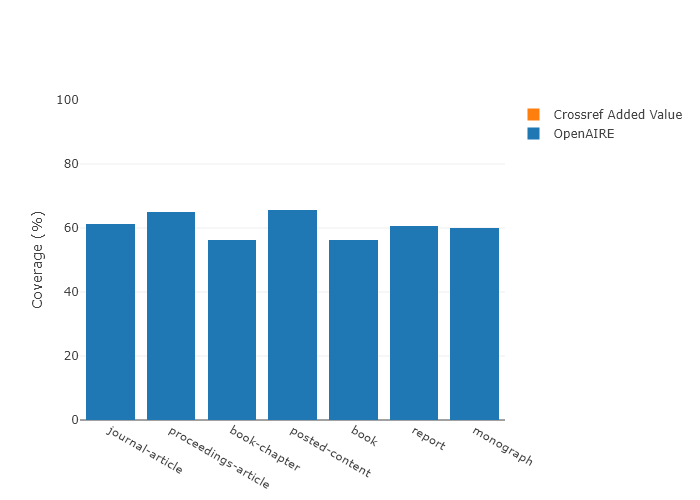 100
80
60
40
20
0
Coverage (%)
journal-article
proceedings-article
book-chapter
posted-content
book
report
monograph
Crossref Added Value
OpenAIRE